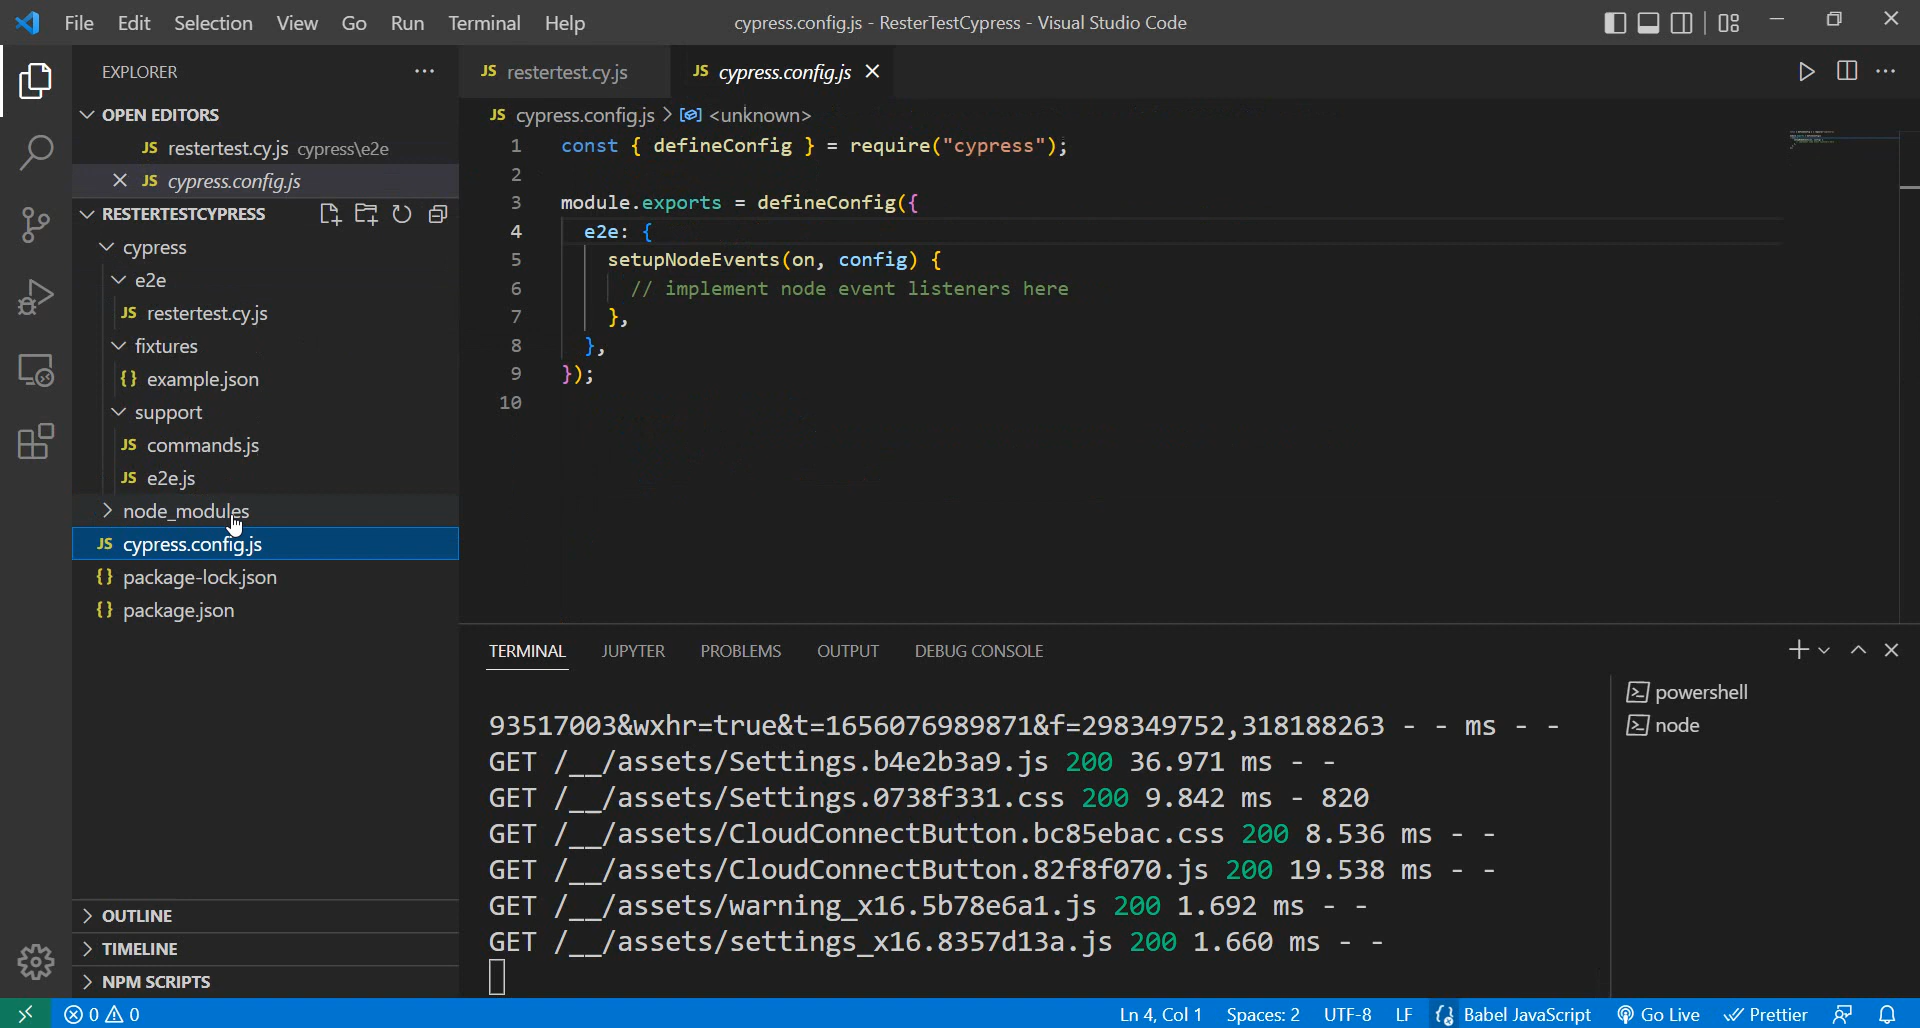 File Edit Selection View Go Run Terminal Help
cypress.config.js - ResterTestCypress - Visual Studio Code
EXPLORER
OPEN EDITORS
JS restertest.cy.js cypress\e2e
JS cypress.config.js
RESTERTESTCYPRESS
cypress
e2e
JS restertest.cy.js
fixtures
{} example.json
support
JS commands.js
JS e2e.js
node_modules
JS cypress.config.js
{} package-lock.json
{} package.json
OUTLINE
TIMELINE
NPM SCRIPTS
JS restertest.cy.js
JS cypress.config.js
JS cypress.config.js > <unknown>
1 const { defineConfig } = require("cypress");
2
3 module.exports = defineConfig({
4 e2e: {
5 setupNodeEvents(on, config) {
6 // implement node event listeners here
7 },
8 },
9 });
10
TERMINAL JUPYTER PROBLEMS OUTPUT DEBUG CONSOLE
93517003&wxhr=true&t=1656076989871&f=298349752,318188263 - - ms - -
GET /__/assets/Settings.b4e2b3a9.js 200 36.971 ms - -
GET /__/assets/Settings.0738f331.css 200 9.842 ms - 820
GET /__/assets/CloudConnectButton.bc85ebac.css 200 8.536 ms - -
GET /__/assets/CloudConnectButton.82f8f070.js 200 19.538 ms - -
GET /__/assets/warning_x16.5b78e6a1.js 200 1.692 ms - -
GET /__/assets/settings_x16.8357d13a.js 200 1.660 ms - -
powershell
node
0 0
Ln 4, Col 1 Spaces: 2 UTF-8 LF Babel JavaScript Go Live Prettier